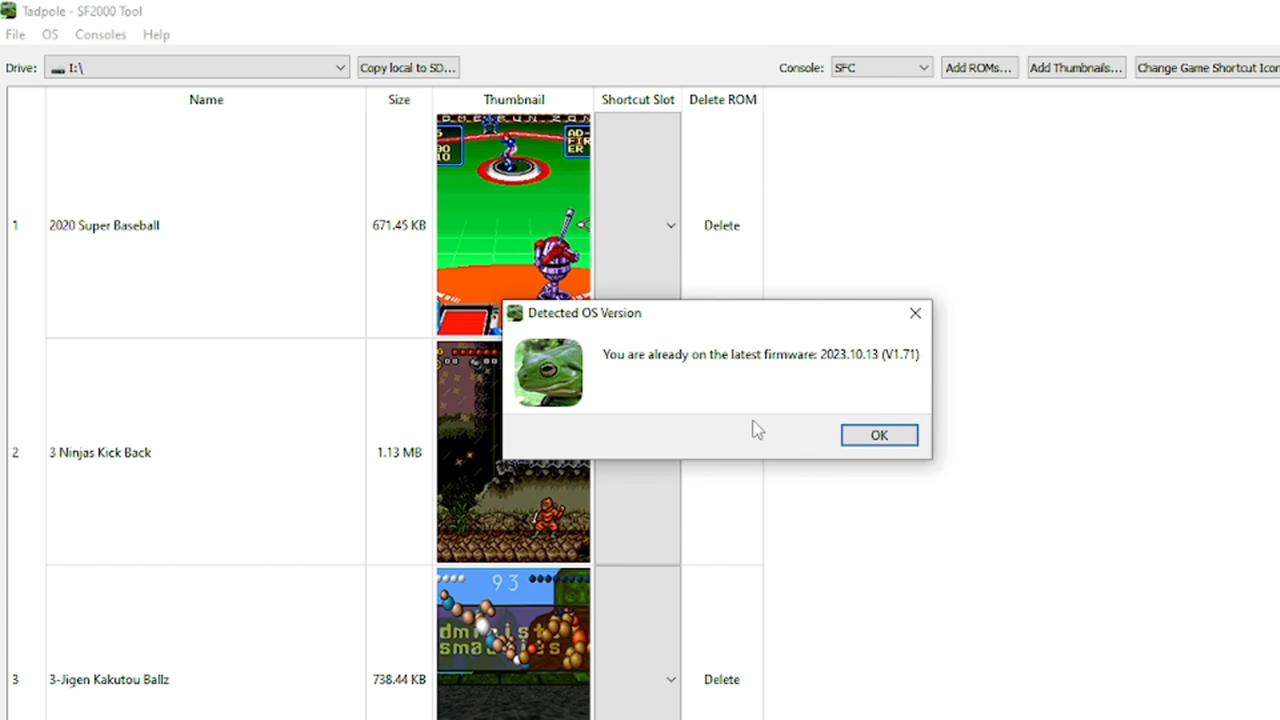 Tadpole - SF2000 Tool
File OS Consoles Help
Drive: I:\ Copy local to SD... Console: SFC Add ROMs... Add Thumbnails... Change Game Shortcut Icon
Name Size Thumbnail Shortcut Slot Delete ROM
1 2020 Super Baseball 671.45 KB Delete
Detected OS Version
You are already on the latest firmware: 2023.10.13 (V1.71)
OK
2 3 Ninjas Kick Back 1.13 MB
93
3 3-Jigen Kakutou Ballz 738.44 KB Delete